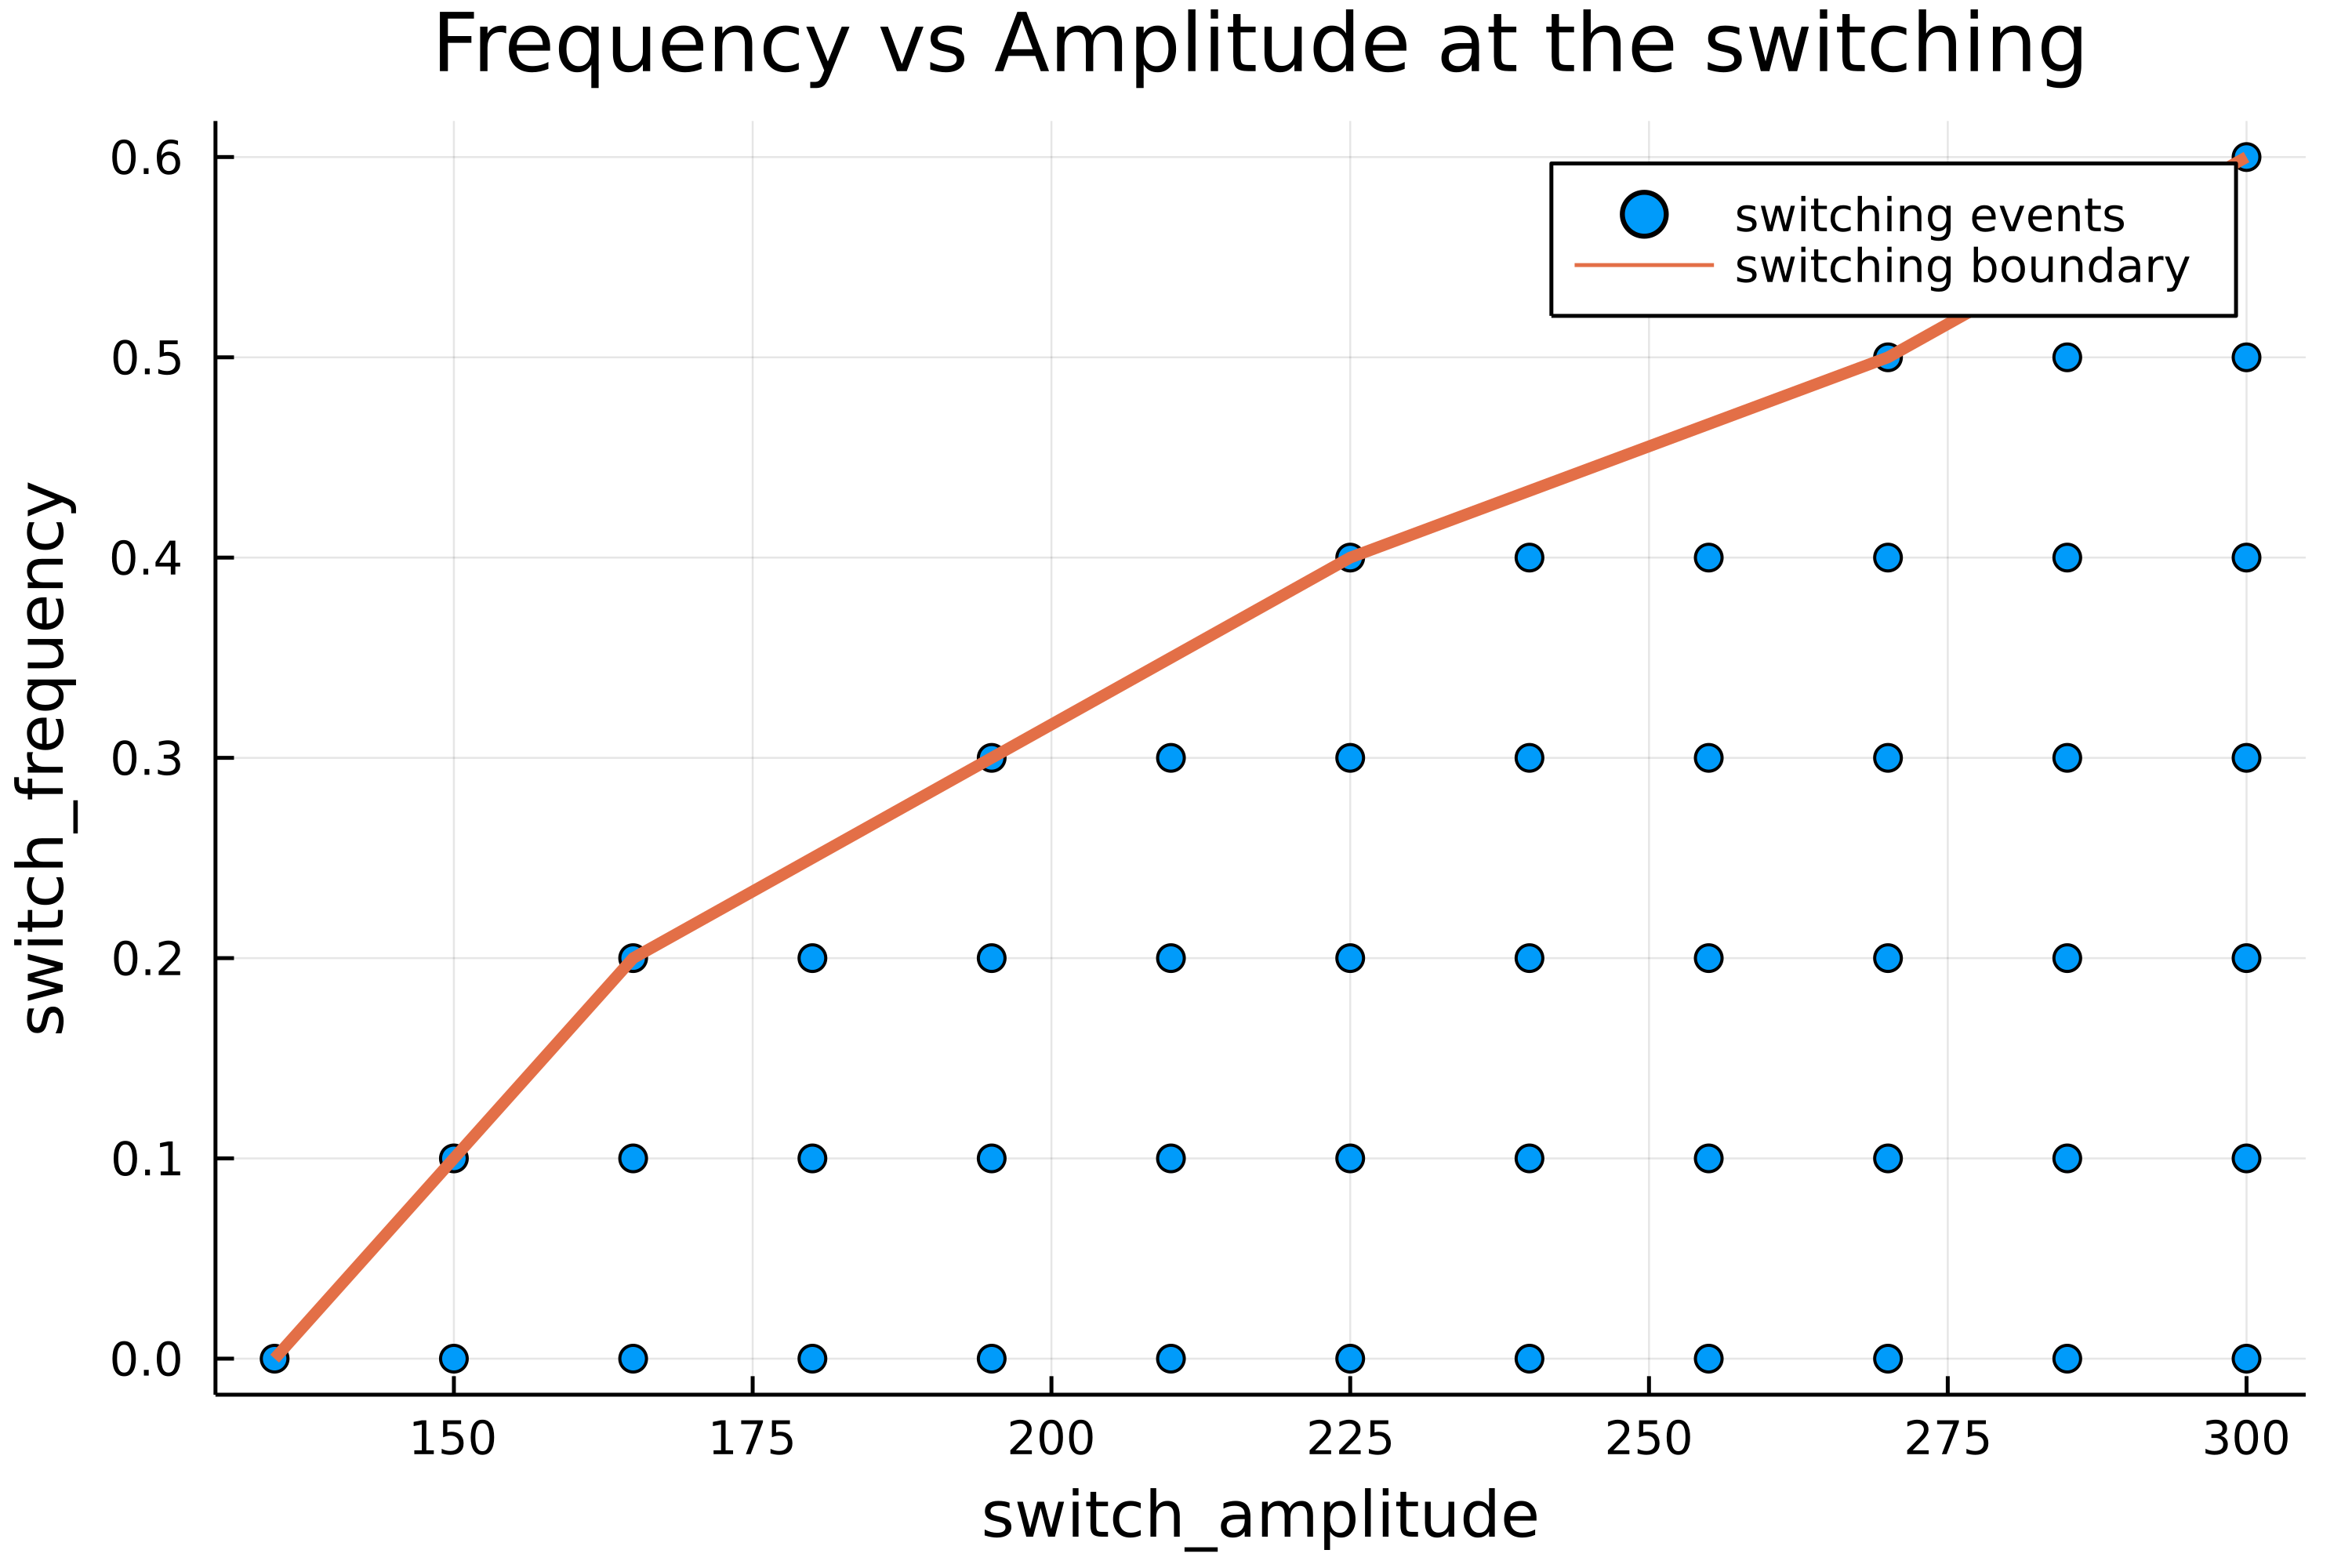 Frequency vs Amplitude at the switching
switching events
switching boundary
switch_frequency
0.6
0.5
0.4
0.3
0.2
0.1
0.0
150 175 200 225 250 275 300
switch_amplitude